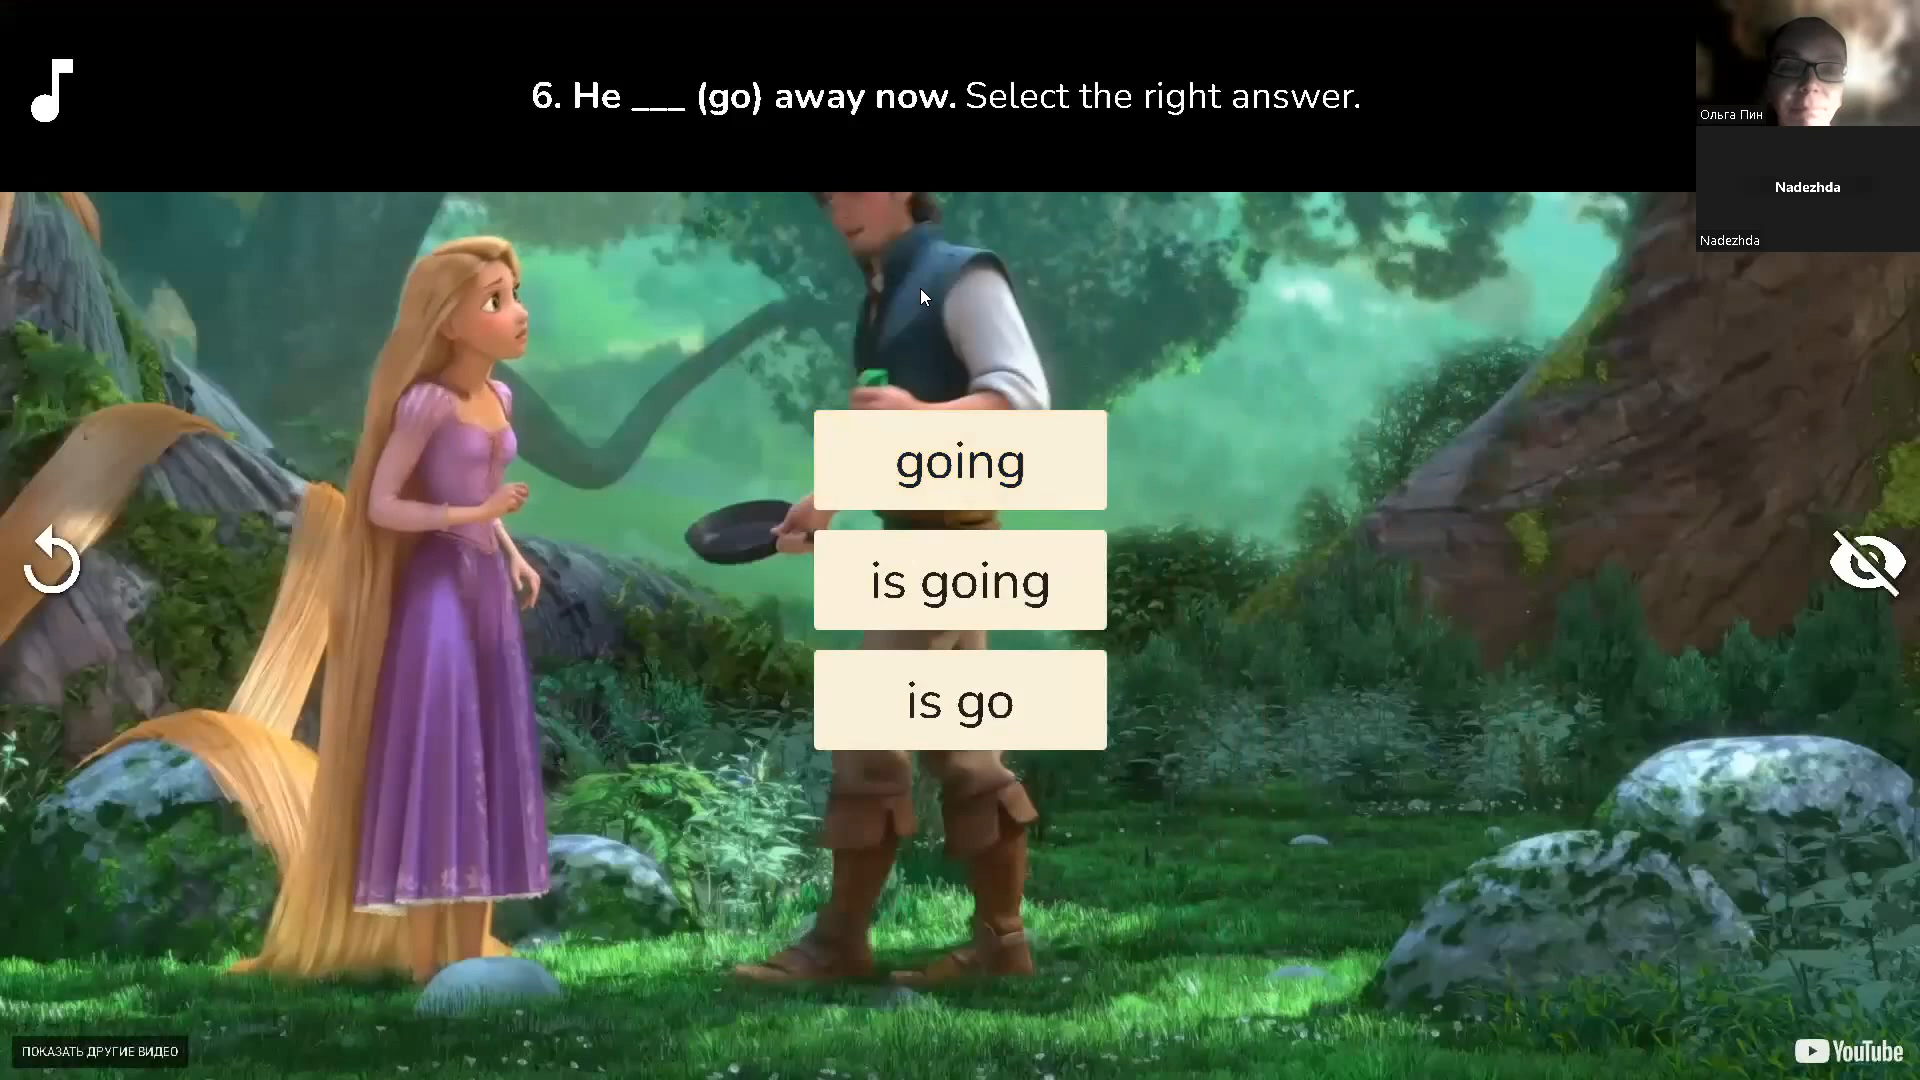 6. He ___ (go) away now. Select the right answer.
Ольга Пин
Nadezhda
Nadezhda
going
is going
is go
ПОКАЗАТЬ ДРУГИЕ ВИДЕО
YouTube